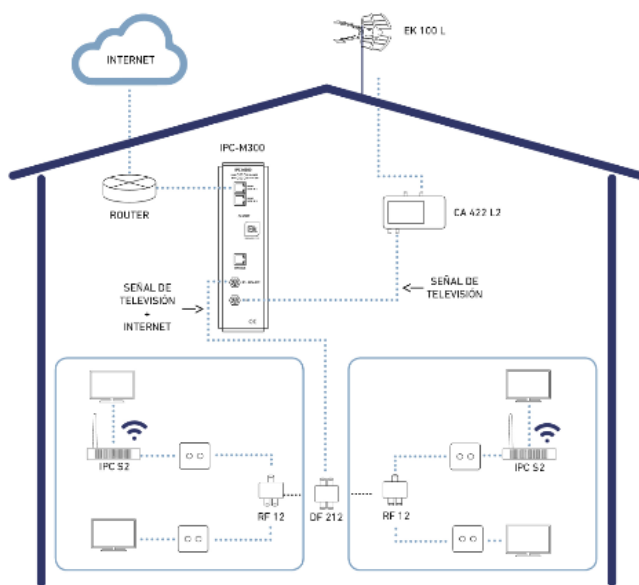 INTERNET
EK 100 L
IPC-M300
ROUTER
CA 422 L2
SEÑAL DE
TELEVISIÓN
+
INTERNET
SEÑAL DE
TELEVISIÓN
IPC S2
IPC S2
RF 12
DF 212
RF 12